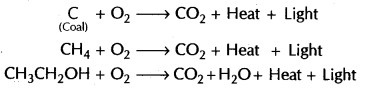 C + O₂ ⟶ CO₂ + Heat + Light
(Coal)
CH₄ + O₂ ⟶ CO₂ + Heat + Light
CH₃CH₂OH + O₂ ⟶ CO₂ + H₂O + Heat + Light